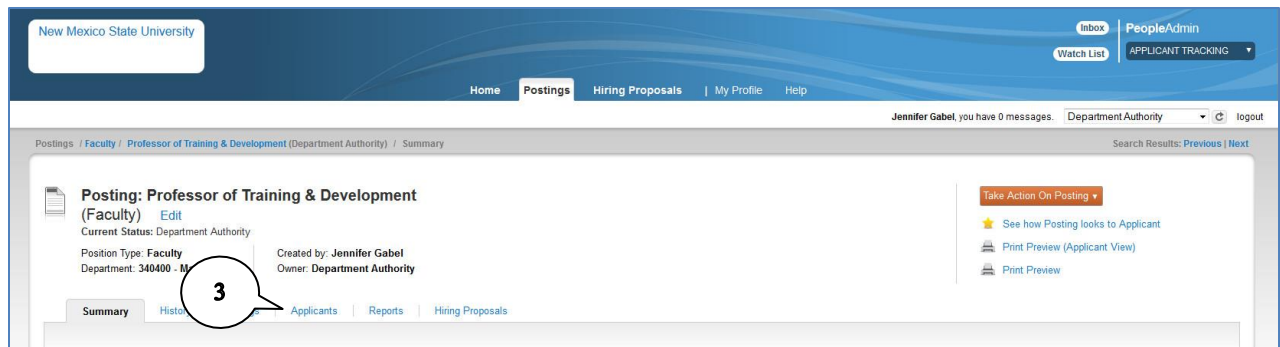 New Mexico State University
Inbox PeopleAdmin
Watch List APPLICANT TRACKING
Home Postings Hiring Proposals | My Profile Help
Jennifer Gabel, you have 0 messages. Department Authority logout
Postings / Faculty / Professor of Training & Development (Department Authority) / Summary Search Results: Previous | Next
Posting: Professor of Training & Development
(Faculty) Edit
Current Status: Department Authority
Position Type: Faculty Created by: Jennifer Gabel
Department: 340400 - Owner: Department Authority
Take Action On Posting
See how Posting looks to Applicant
Print Preview (Applicant View)
Print Preview
3
Summary Applicants Reports Hiring Proposals